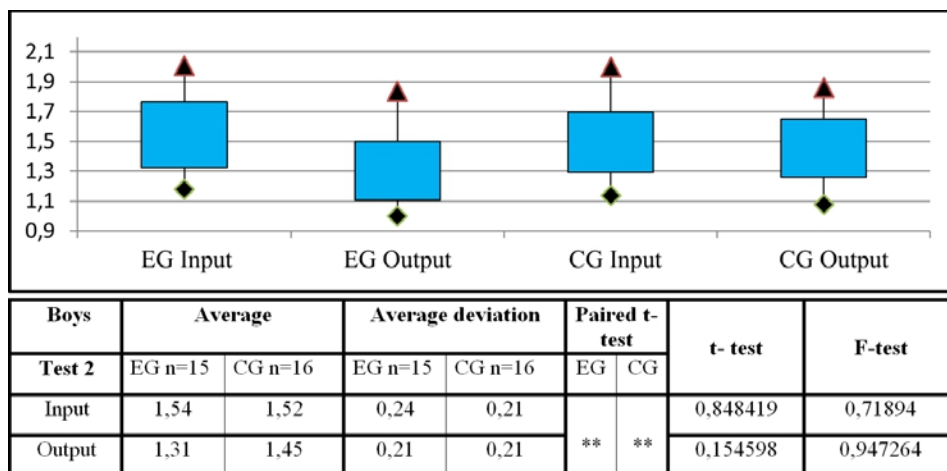 2,1
1,9
1,7
1,5
1,3
1,1
0,9
EG Input EG Output CG Input CG Output
Boys Average Average deviation Paired t-test t- test F-test
Test 2 EG n=15 CG n=16 EG n=15 CG n=16 EG CG
Input 1,54 1,52 0,24 0,21 ** ** 0,848419 0,71894
Output 1,31 1,45 0,21 0,21 0,154598 0,947264